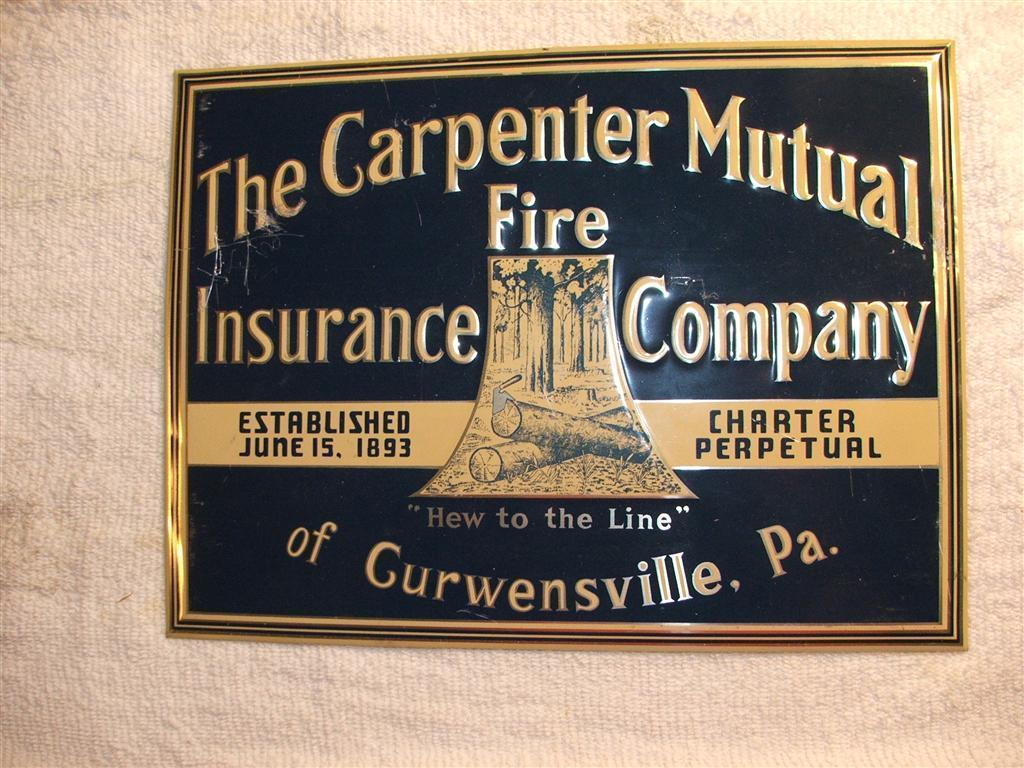 The Carpenter Mutual
Fire
Insurance Company
ESTABLISHED
JUNE 15, 1893
CHARTER
PERPETUAL
"Hew to the Line"
of Curwensville, Pa.